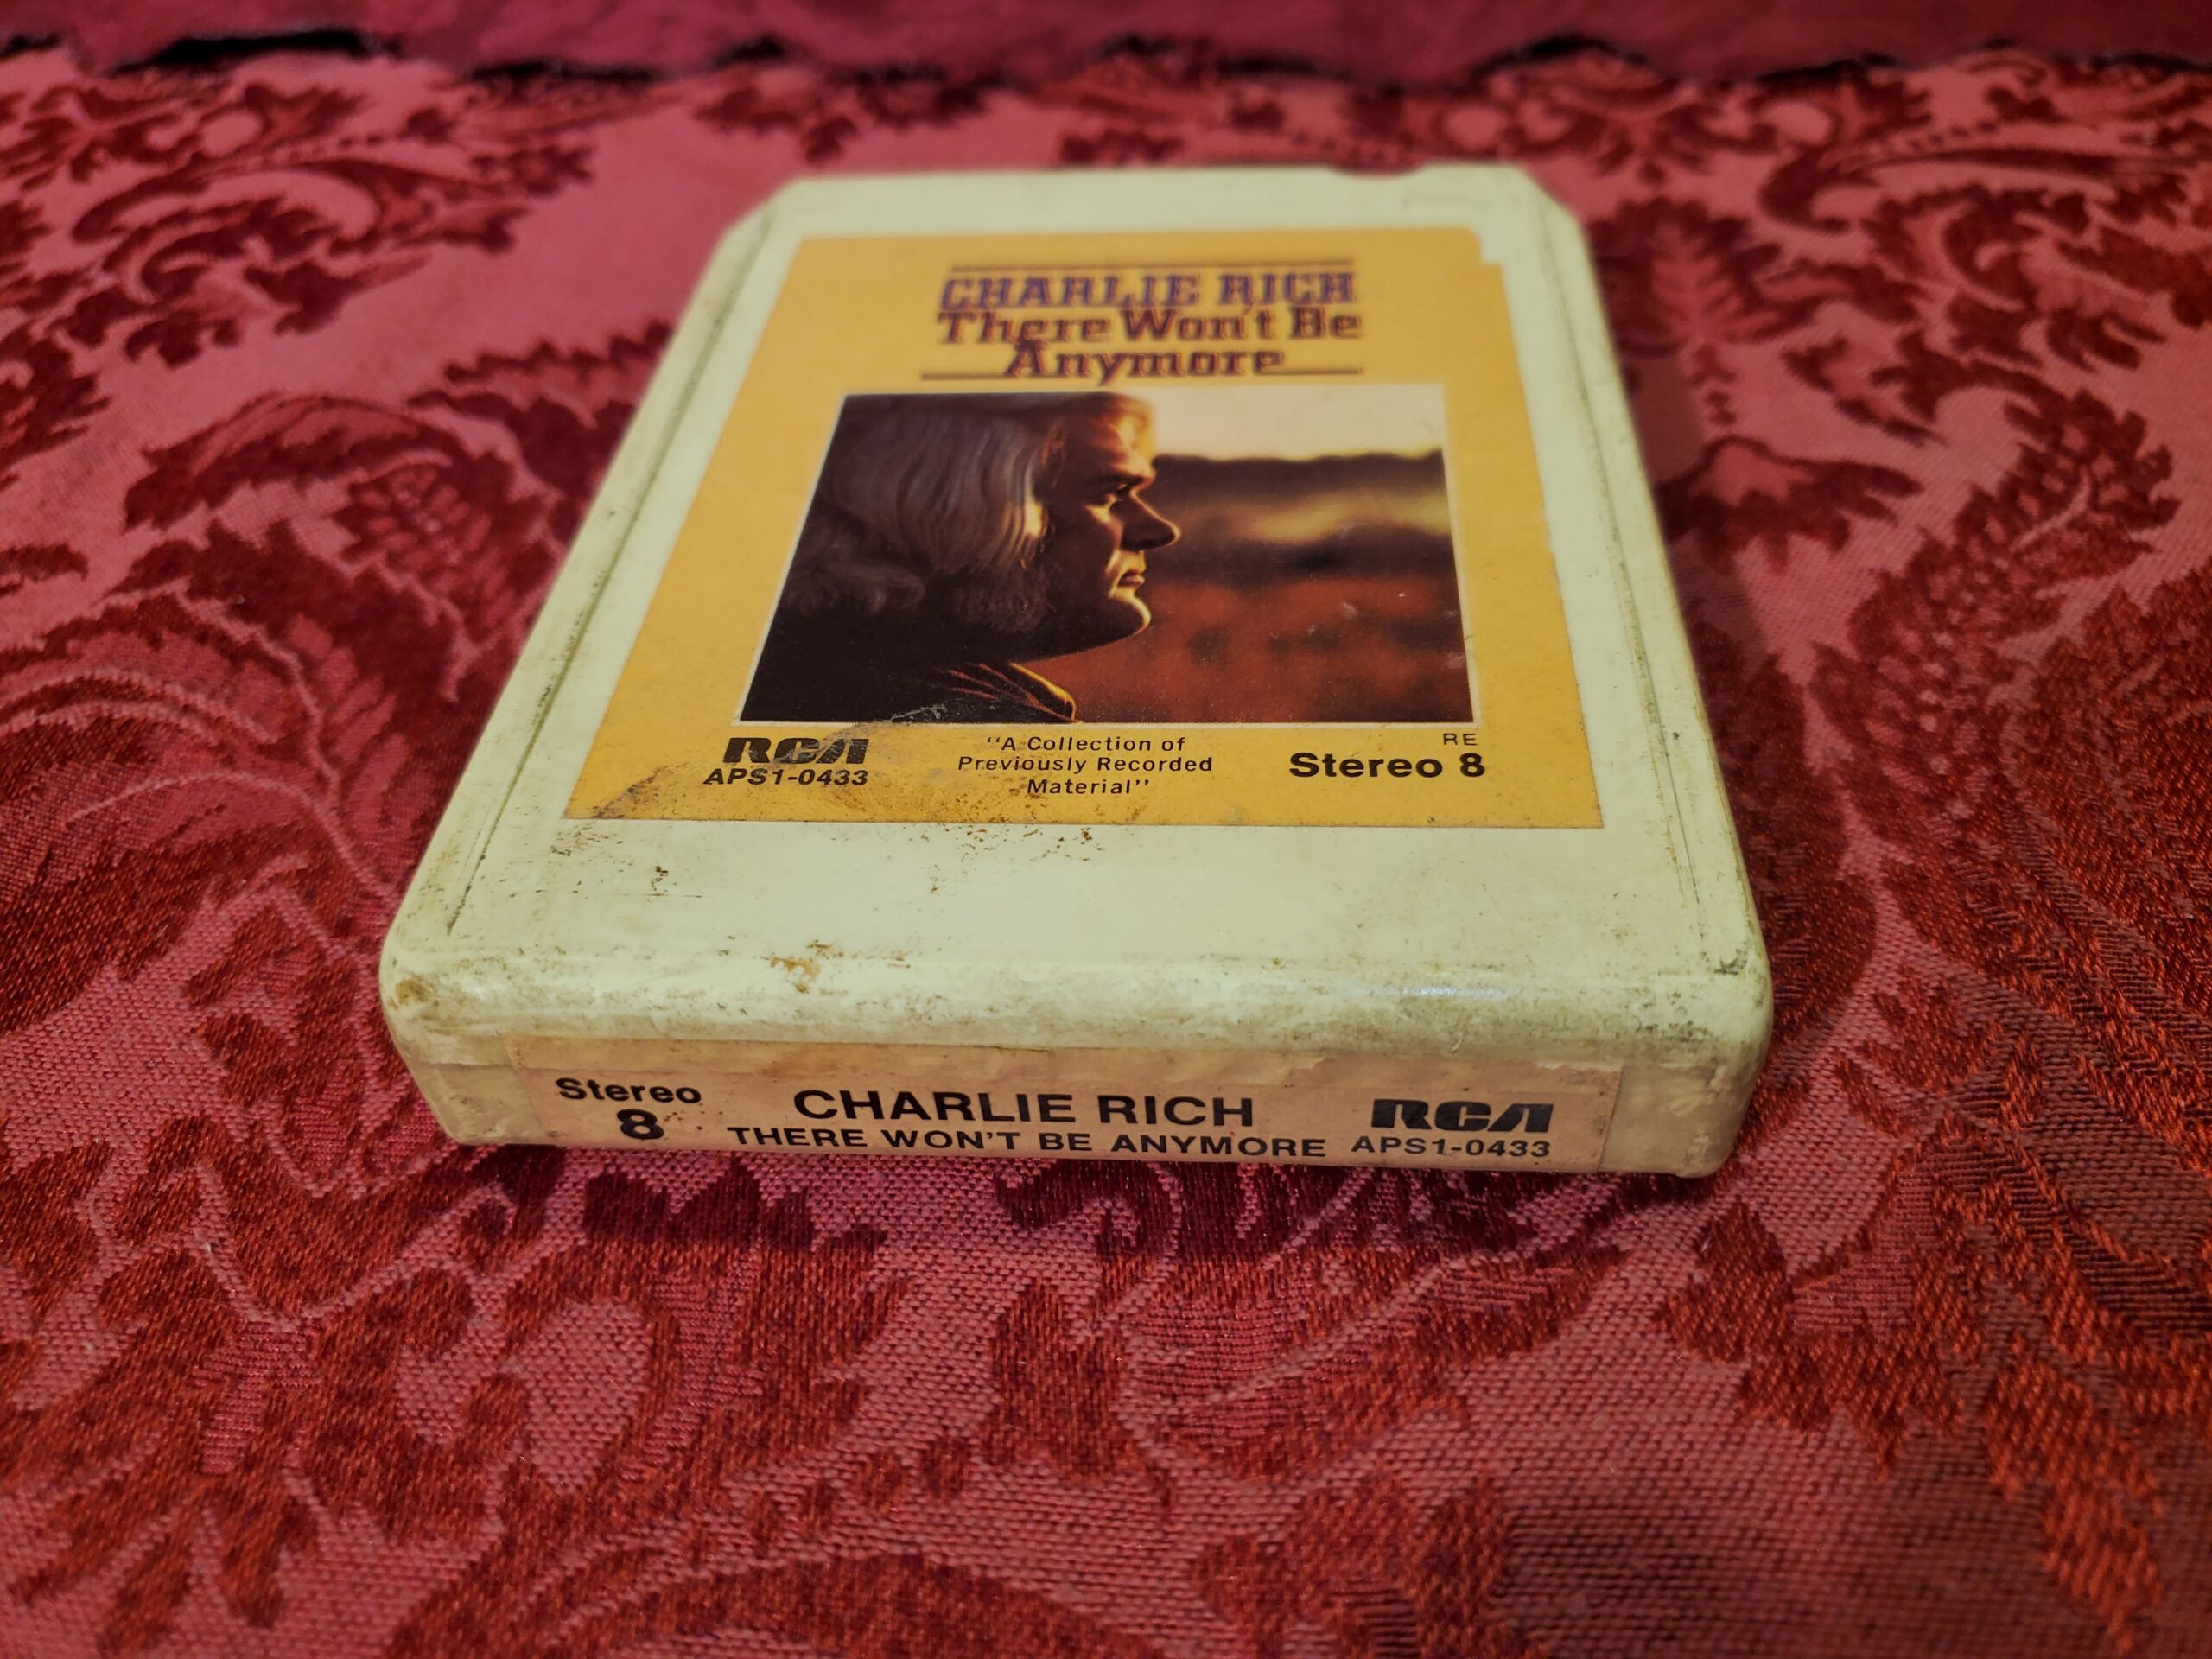 CHARLIE RICH
There Won't Be
Anymore
RCA
APS1-0433
"A Collection of
Previously Recorded
Material"
RE
Stereo 8
Stereo
8
CHARLIE RICH
THERE WON'T BE ANYMORE
RCA
APS1-0433